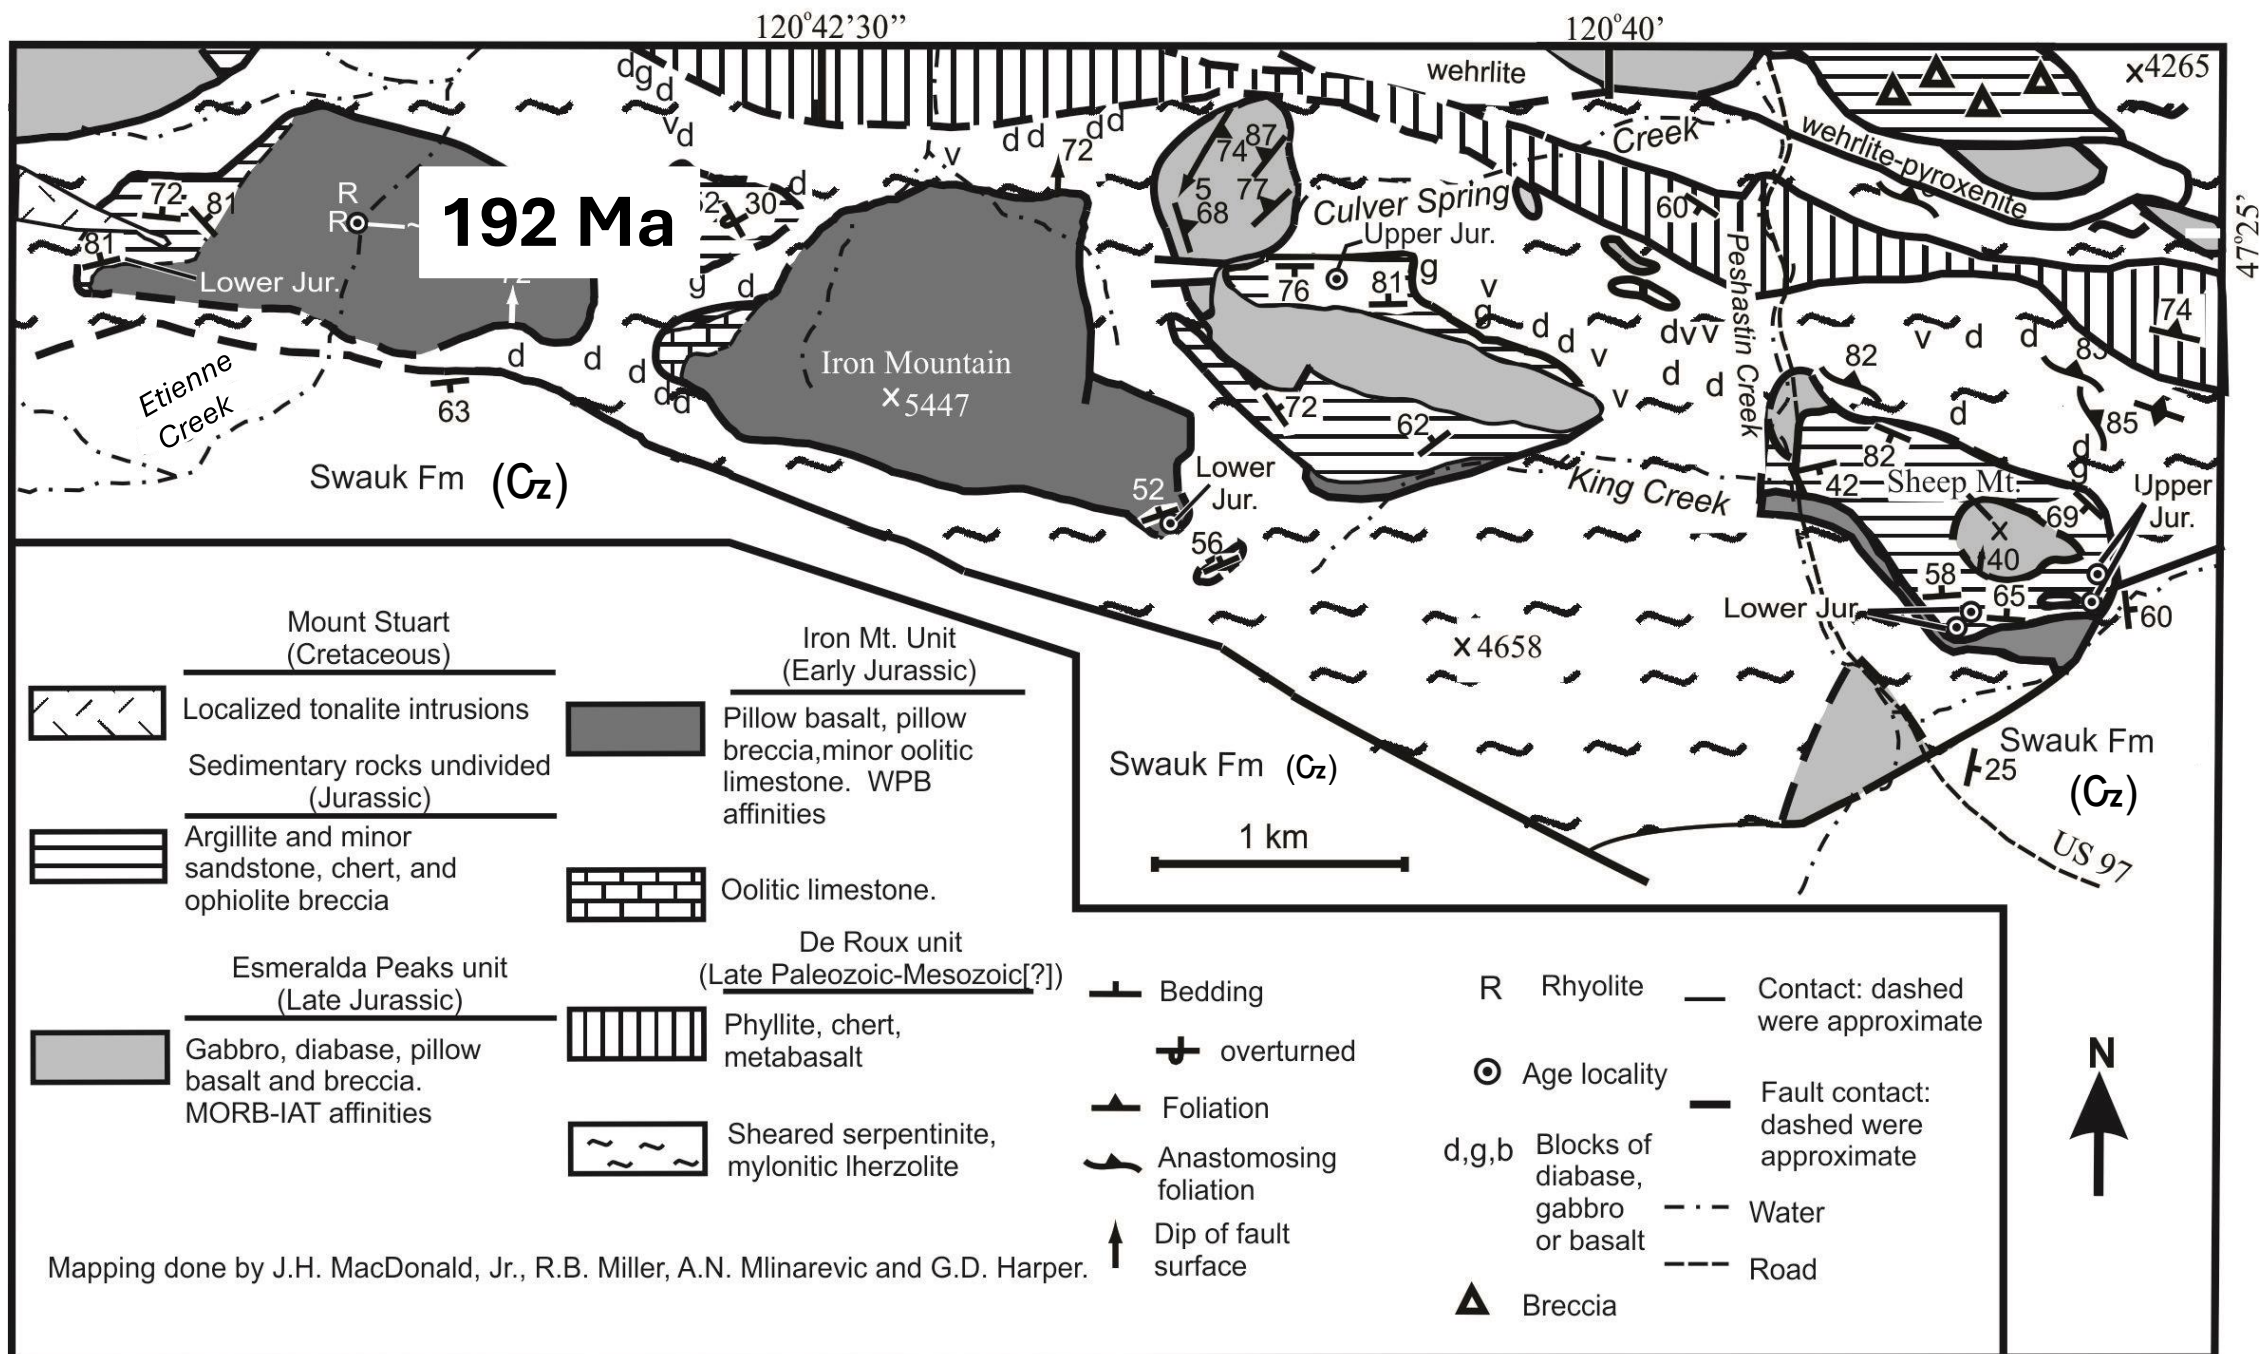 120°42'30"
120°40'
47°25'
dg
d
v
d
d d
d d
v
72
wehrlite
Creek
wehrlite-pyroxenite
x4265
87
74
5
77
68
Culver Spring
Upper Jur.
60
72
81
81
R
R
192 Ma
30
d
Lower Jur.
g
d
76
81
g
v
g
d
d
v
v
d v v
d
d
v
d
d
83
74
Peshastin Creek
82
85
d
d
g
Etienne
Creek
63
d
d
d
d
d
Iron Mountain
x5447
72
62
Swauk Fm (Cz)
52
Lower
Jur.
56
King Creek
82
42
Sheep Mt.
69
Upper
Jur.
40
58
65
60
Lower Jur.
x4658
Swauk Fm (Cz)
Swauk Fm
(Cz)
25
US 97
1 km
Mount Stuart
(Cretaceous)
Localized tonalite intrusions
Sedimentary rocks undivided
(Jurassic)
Argillite and minor
sandstone, chert, and
ophiolite breccia
Esmeralda Peaks unit
(Late Jurassic)
Gabbro, diabase, pillow
basalt and breccia.
MORB-IAT affinities
Iron Mt. Unit
(Early Jurassic)
Pillow basalt, pillow
breccia,minor oolitic
limestone. WPB
affinities
Oolitic limestone.
De Roux unit
(Late Paleozoic-Mesozoic[?])
Phyllite, chert,
metabasalt
Sheared serpentinite,
mylonitic lherzolite
Bedding
overturned
Foliation
Anastomosing
foliation
Dip of fault
surface
R Rhyolite
Age locality
d,g,b Blocks of
diabase,
gabbro
or basalt
Breccia
Contact: dashed
were approximate
Fault contact:
dashed were
approximate
Water
Road
N
Mapping done by J.H. MacDonald, Jr., R.B. Miller, A.N. Mlinarevic and G.D. Harper.